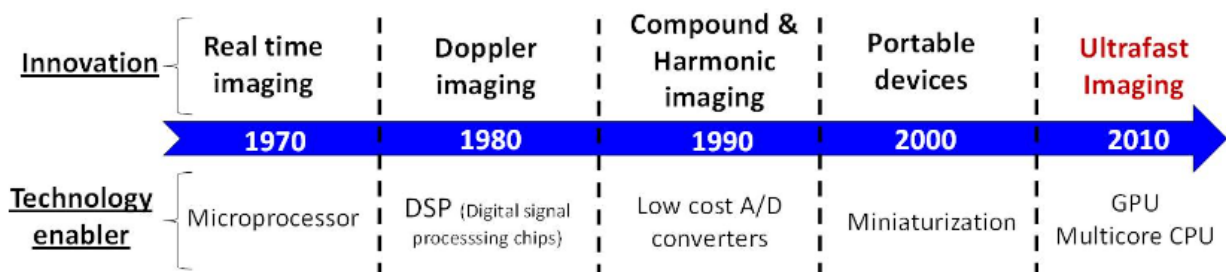 Innovation
Real time
imaging
Doppler
imaging
Compound &
Harmonic
imaging
Portable
devices
Ultrafast
Imaging
1970
1980
1990
2000
2010
Technology
enabler
Microprocessor
DSP (Digital signal
processsing chips)
Low cost A/D
converters
Miniaturization
GPU
Multicore CPU